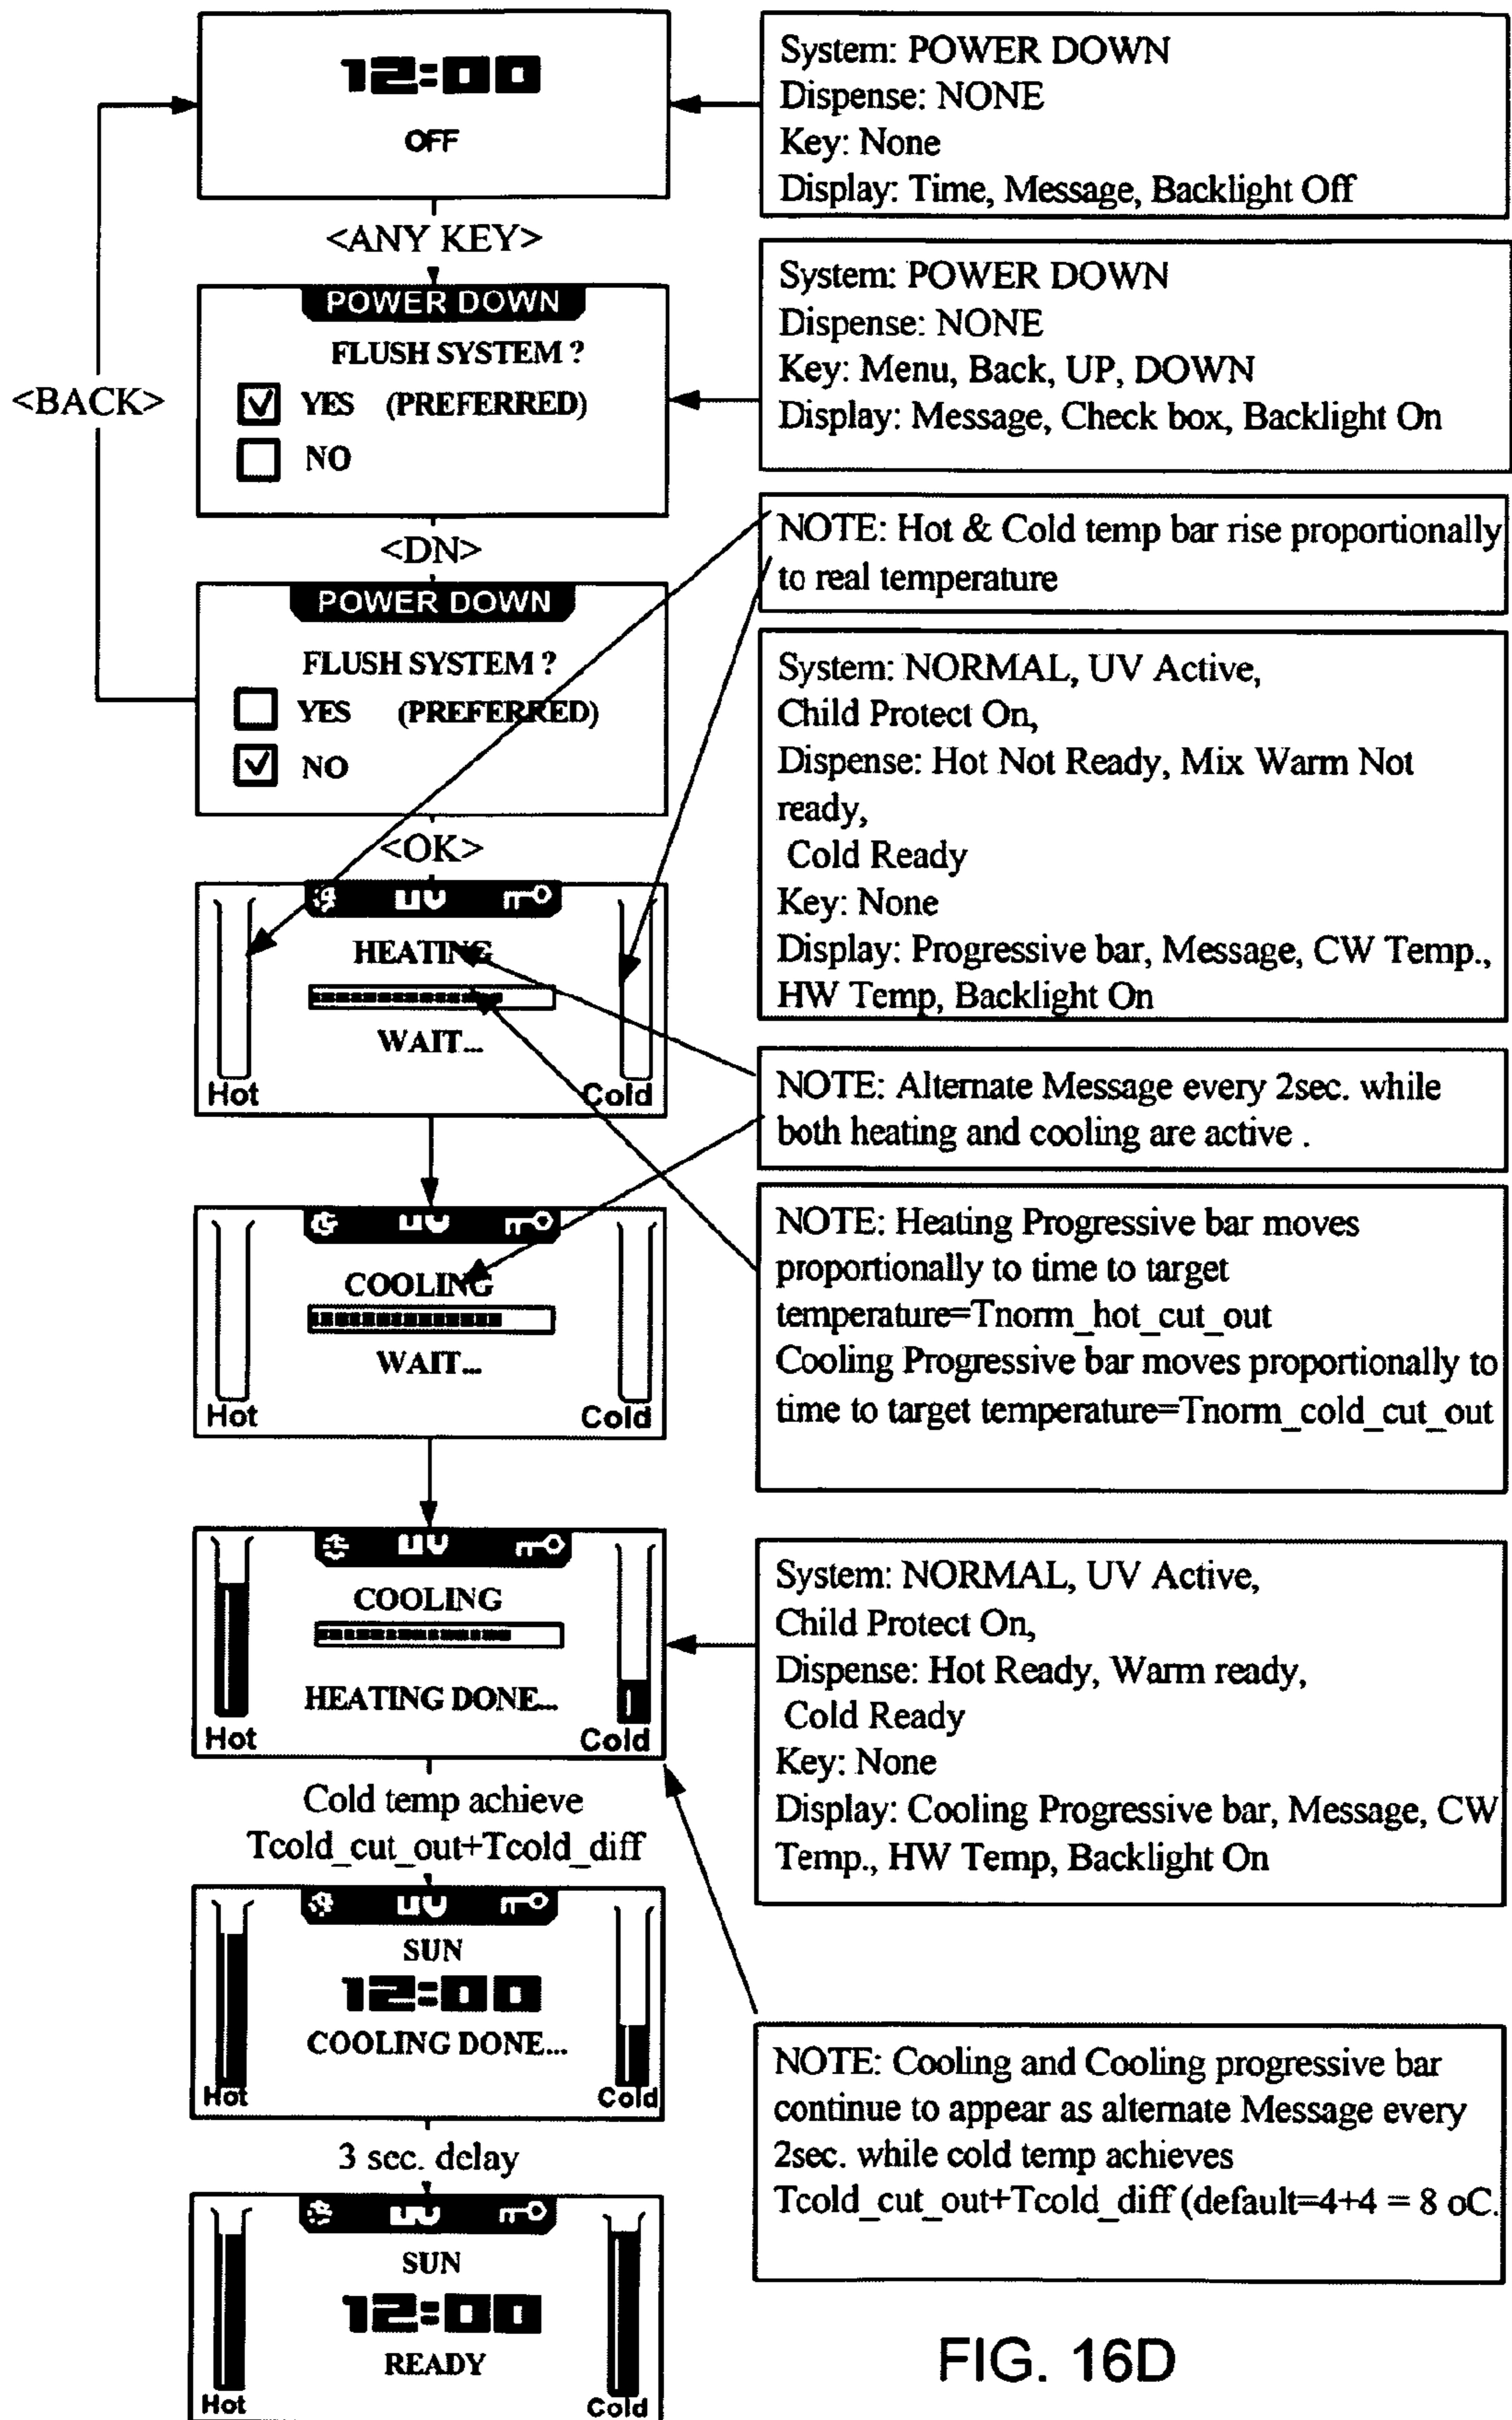 12:00
OFF
<ANY KEY>
POWER DOWN
FLUSH SYSTEM ?
YES (PREFERRED)
NO
<BACK>
<DN>
POWER DOWN
FLUSH SYSTEM ?
YES (PREFERRED)
NO
<OK>
UV
HEATING
WAIT...
Hot
Cold
UV
COOLING
WAIT...
Hot
Cold
UV
COOLING
HEATING DONE...
Hot
Cold
Cold temp achieve
Tcold_cut_out+Tcold_diff
UV
SUN
12:00
COOLING DONE...
Hot
Cold
3 sec. delay
UV
SUN
12:00
READY
Hot
Cold
System: POWER DOWN
Dispense: NONE
Key: None
Display: Time, Message, Backlight Off
System: POWER DOWN
Dispense: NONE
Key: Menu, Back, UP, DOWN
Display: Message, Check box, Backlight On
NOTE: Hot & Cold temp bar rise proportionally
to real temperature
System: NORMAL, UV Active,
Child Protect On,
Dispense: Hot Not Ready, Mix Warm Not
ready,
Cold Ready
Key: None
Display: Progressive bar, Message, CW Temp.,
HW Temp, Backlight On
NOTE: Alternate Message every 2sec. while
both heating and cooling are active .
NOTE: Heating Progressive bar moves
proportionally to time to target
temperature=Tnorm_hot_cut_out
Cooling Progressive bar moves proportionally to
time to target temperature=Tnorm_cold_cut_out
System: NORMAL, UV Active,
Child Protect On,
Dispense: Hot Ready, Warm ready,
Cold Ready
Key: None
Display: Cooling Progressive bar, Message, CW
Temp., HW Temp, Backlight On
NOTE: Cooling and Cooling progressive bar
continue to appear as alternate Message every
2sec. while cold temp achieves
Tcold_cut_out+Tcold_diff (default=4+4 = 8 oC.
FIG. 16D